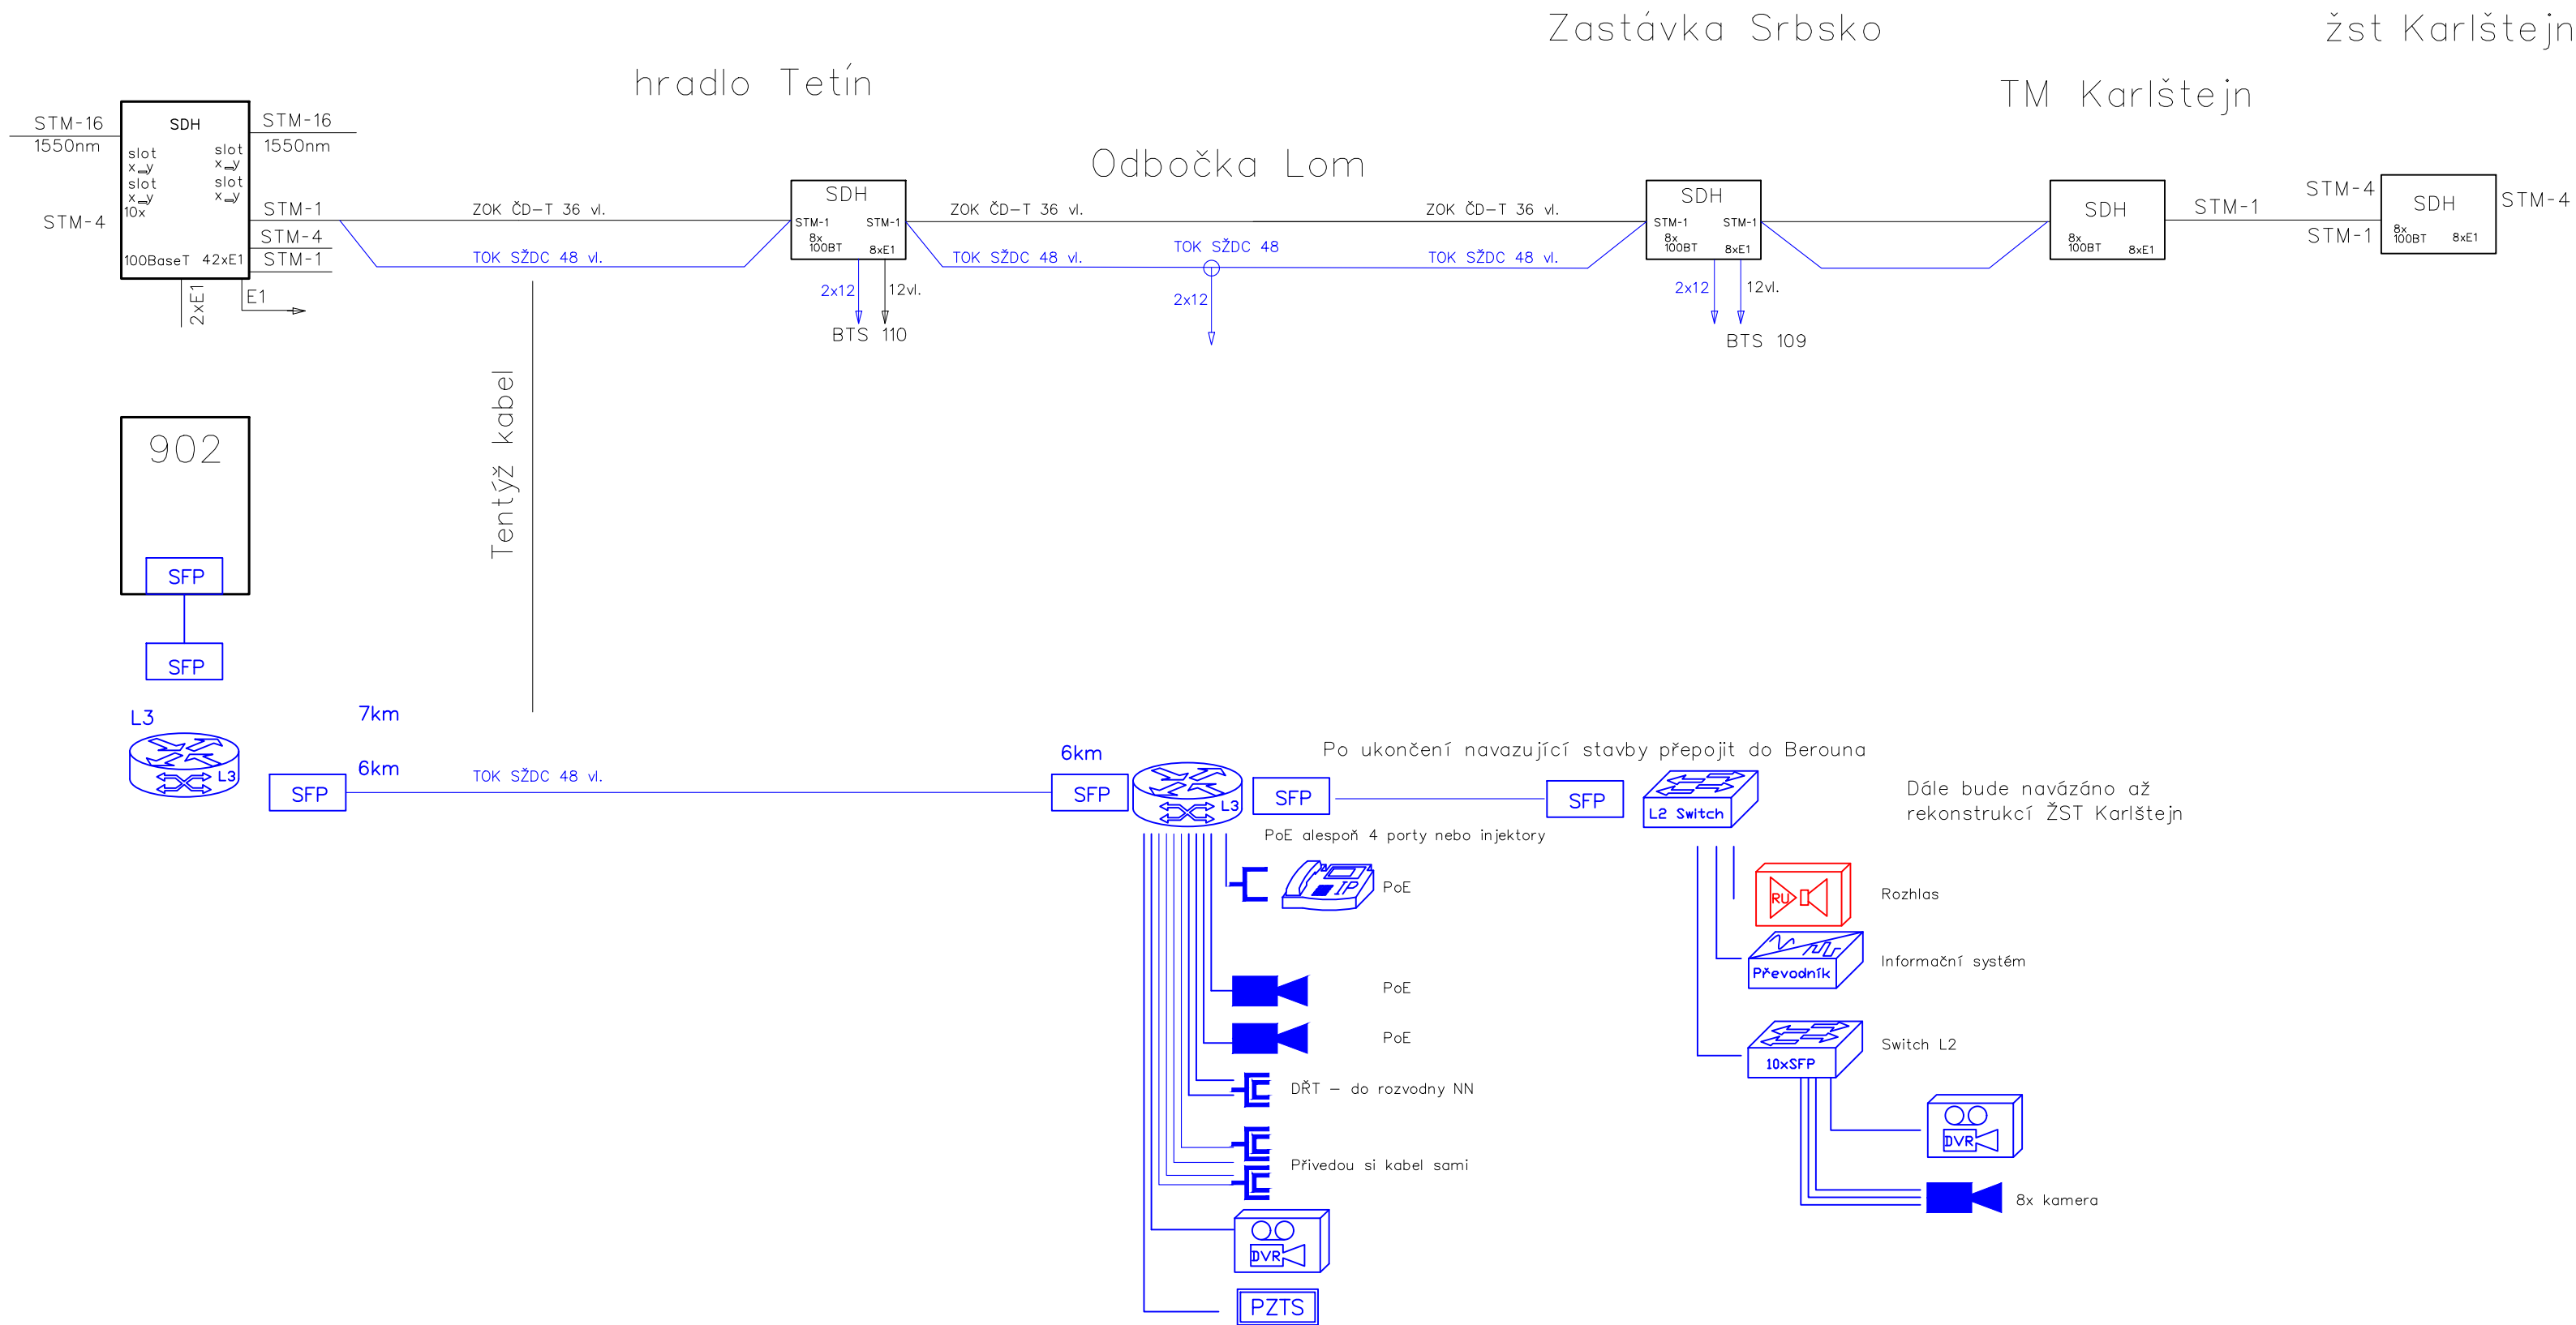 Zastávka Srbsko
žst Karlštejn
hradlo Tetín
TM Karlštejn
Odbočka Lom
STM-16
1550nm
SDH
slot
x_y
slot
x_y
10x
slot
x_y
slot
x_y
STM-16
1550nm
STM-4
STM-1
STM-4
STM-1
100BaseT
42xE1
2xE1
E1
ZOK ČD-T 36 vl.
TOK SŽDC 48 vl.
SDH
STM-1
STM-1
8x
100BT
8xE1
2x12
12vl.
BTS 110
ZOK ČD-T 36 vl.
TOK SŽDC 48 vl.
TOK SŽDC 48
2x12
ZOK ČD-T 36 vl.
TOK SŽDC 48 vl.
SDH
STM-1
STM-1
8x
100BT
8xE1
2x12
12vl.
BTS 109
SDH
8x
100BT
8xE1
STM-1
STM-4
STM-1
SDH
8x
100BT
8xE1
STM-4
Tentýž kabel
902
SFP
SFP
L3
L3
7km
6km
SFP
TOK SŽDC 48 vl.
6km
SFP
L3
SFP
Po ukončení navazující stavby přepojit do Berouna
SFP
L2 Switch
Dále bude navázáno až
rekonstrukcí ŽST Karlštejn
PoE alespoň 4 porty nebo injektory
IP
PoE
PoE
PoE
DŘT – do rozvodny NN
Přivedou si kabel sami
DVR
PZTS
RU
Rozhlas
Převodník
Informační systém
10xSFP
Switch L2
DVR
8x kamera